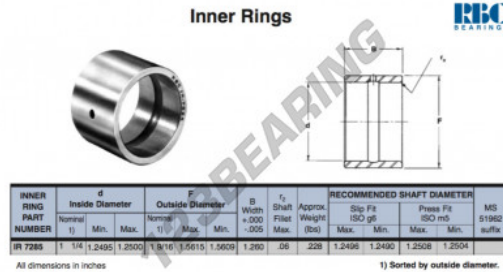 Inner Rings
RBC
BEARINGS
123BEARING
B
r₂
d
F
INNER RING PART NUMBER
d
Inside Diameter
Nominal 1)
Min.
Max.
F
Outside Diameter
Nominal 1)
Max.
Min.
B
Width
+.000
-.005
r₂
Shaft
Fillet
Max.
Approx.
Weight
(lbs)
RECOMMENDED SHAFT DIAMETER
Slip Fit
ISO g6
Max.
Min.
Press Fit
ISO m5
Max.
Min.
MS
51962
suffix
IR 7285 1 1/4 1.2495 1.2500 1 9/16 1.5615 1.5609 1.260 .06 .228 1.2496 1.2490 1.2508 1.2504
All dimensions in inches
1) Sorted by outside diameter.